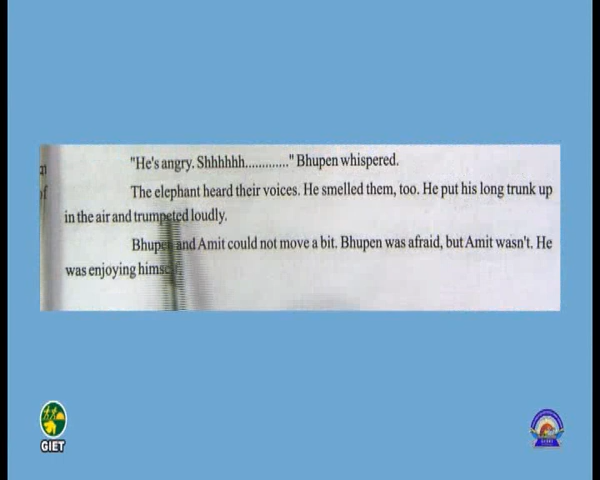 "He's angry. Shhhhhh............." Bhupen whispered.
The elephant heard their voices. He smelled them, too. He put his long trunk up
in the air and trumpeted loudly.
Bhupen and Amit could not move a bit. Bhupen was afraid, but Amit wasn't. He
was enjoying himself.
GIET